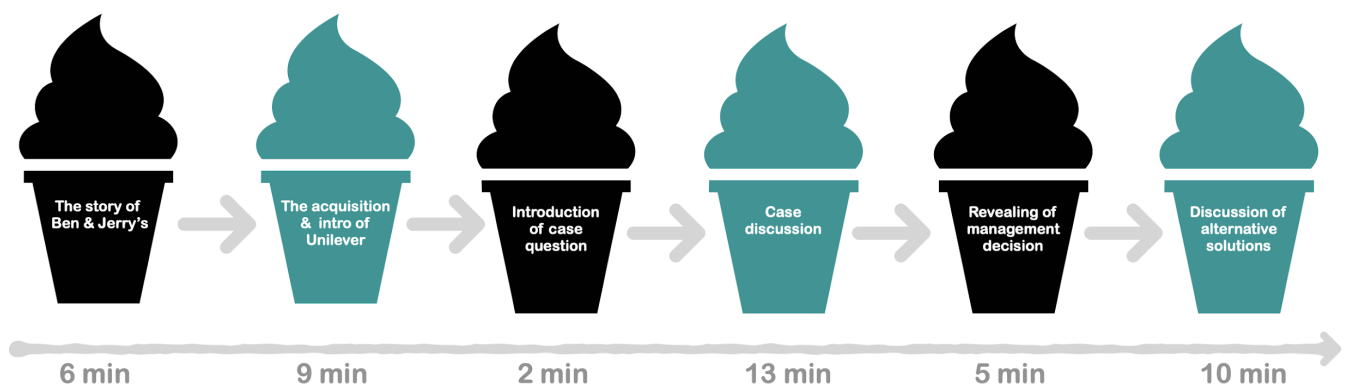 The story of
Ben & Jerry's
The acquisition
& intro of
Unilever
Introduction
of case
question
Case
discussion
Revealing of
management
decision
Discussion of
alternative
solutions
6 min
9 min
2 min
13 min
5 min
10 min